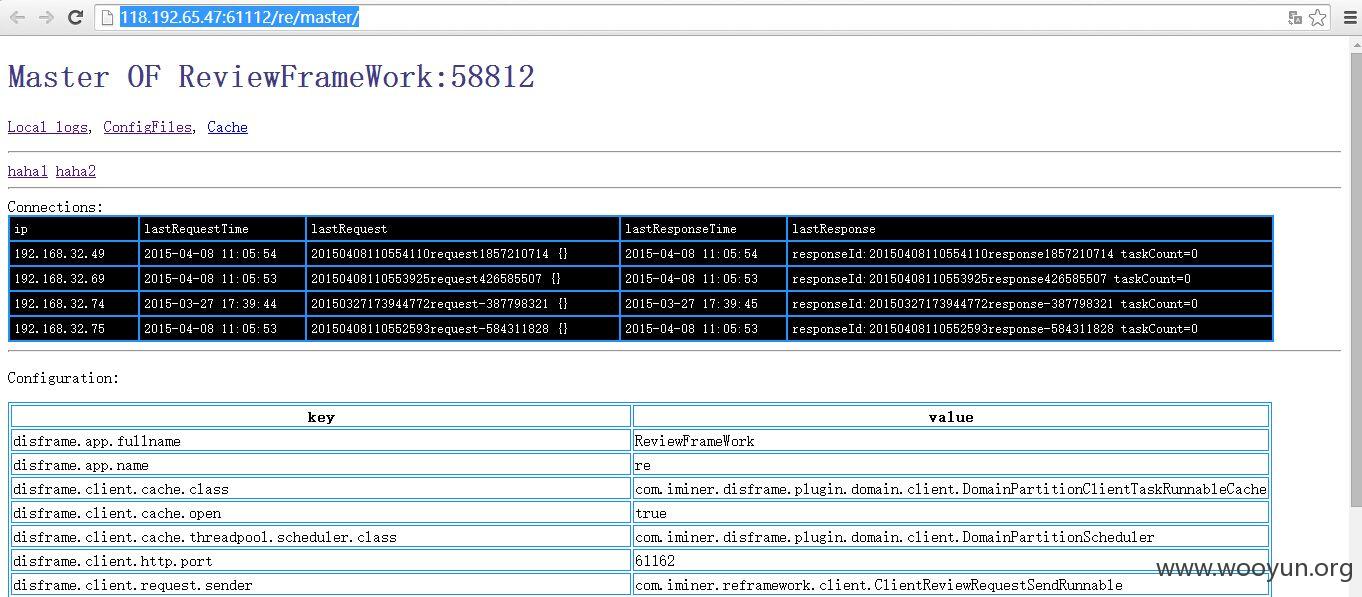 118.192.65.47:61112/re/master/
Master OF ReviewFrameWork:58812
Local logs, ConfigFiles, Cache
haha1 haha2
Connections:
ip lastRequestTime lastRequest lastResponseTime lastResponse
192.168.32.49 2015-04-08 11:05:54 20150408110554110request1857210714 {} 2015-04-08 11:05:54 responseId:20150408110554110response1857210714 taskCount=0
192.168.32.69 2015-04-08 11:05:53 20150408110553925request426585507 {} 2015-04-08 11:05:53 responseId:20150408110553925response426585507 taskCount=0
192.168.32.74 2015-03-27 17:39:44 20150327173944772request-387798321 {} 2015-03-27 17:39:45 responseId:20150327173944772response-387798321 taskCount=0
192.168.32.75 2015-04-08 11:05:53 20150408110552593request-584311828 {} 2015-04-08 11:05:53 responseId:20150408110552593response-584311828 taskCount=0
Configuration:
key value
disframe.app.fullname ReviewFrameWork
disframe.app.name re
disframe.client.cache.class com.iminer.disframe.plugin.domain.client.DomainPartitionClientTaskRunnableCache
disframe.client.cache.open true
disframe.client.cache.threadpool.scheduler.class com.iminer.disframe.plugin.domain.client.DomainPartitionScheduler
disframe.client.http.port 61162
disframe.client.request.sender com.iminer.reframework.client.ClientReviewRequestSendRunnable
www.wooyun.org